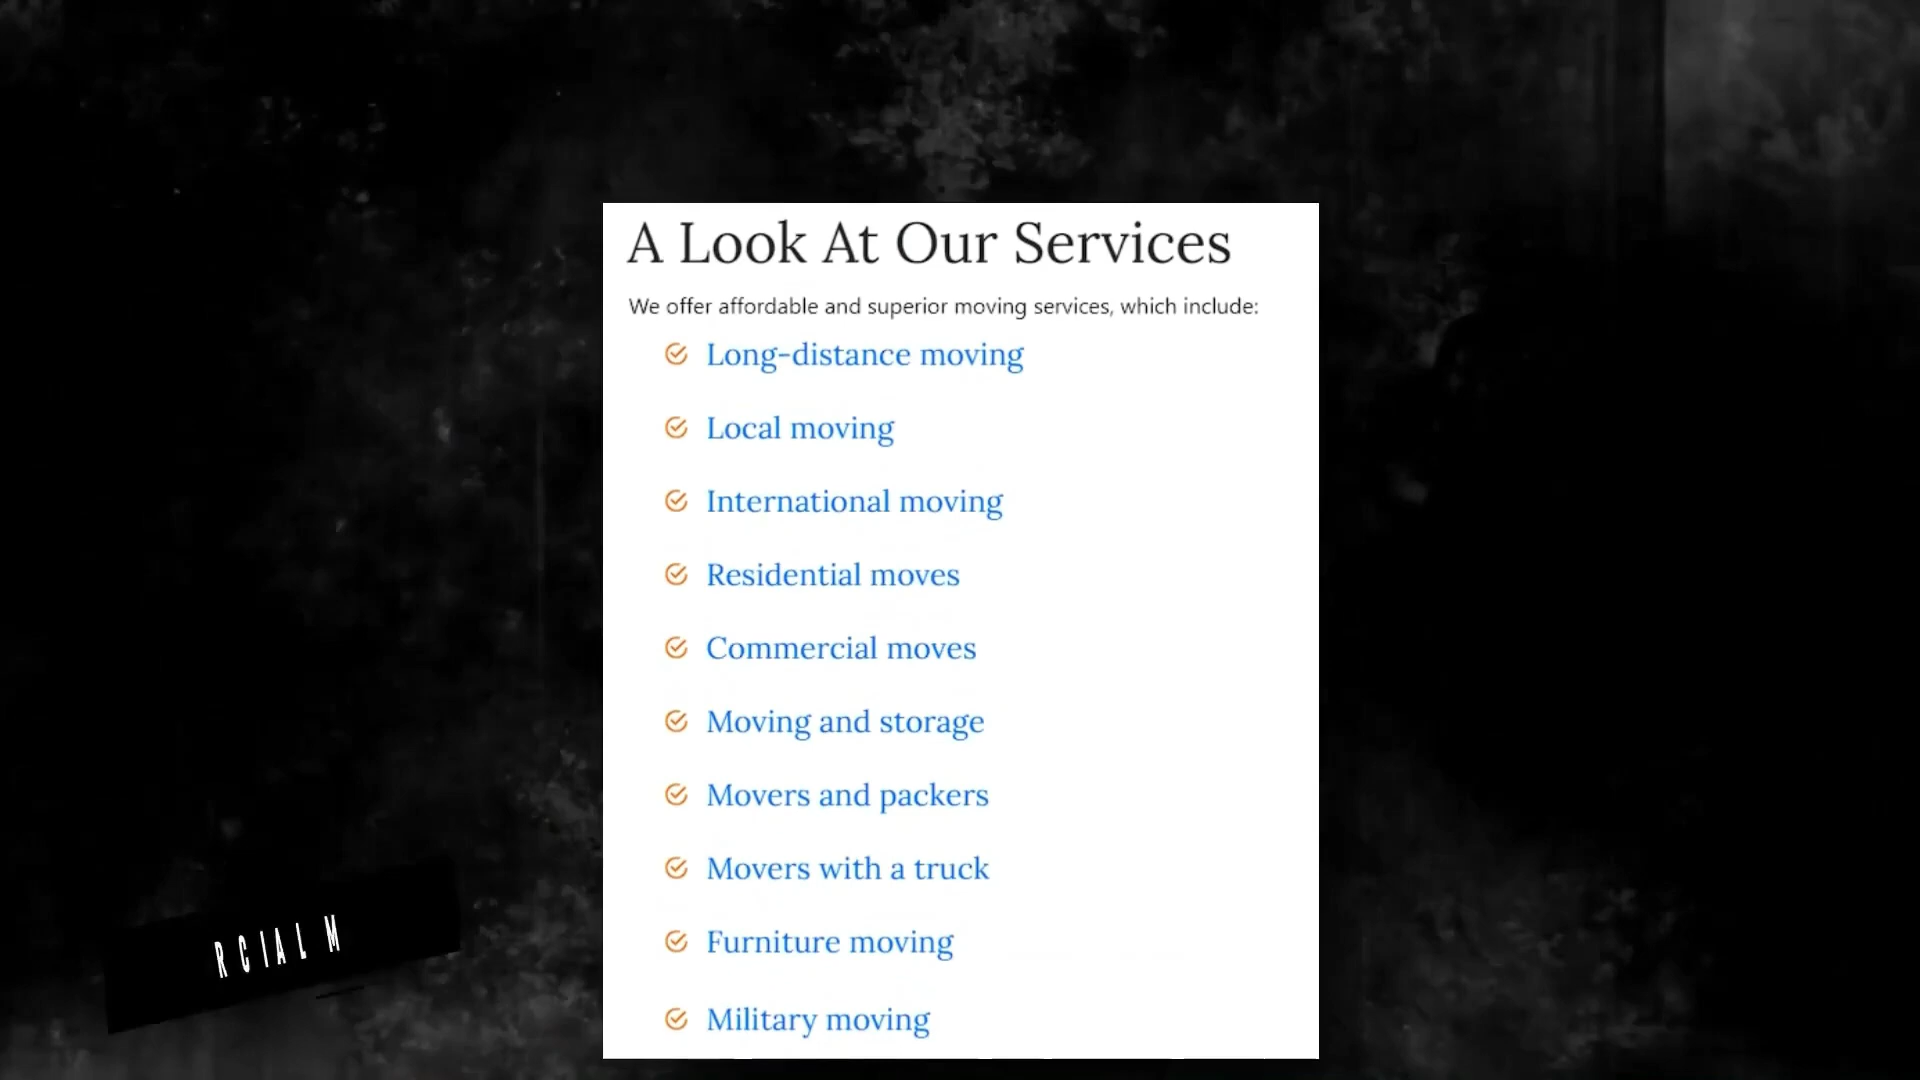 A Look At Our Services
We offer affordable and superior moving services, which include:
Long-distance moving
Local moving
International moving
Residential moves
Commercial moves
Moving and storage
Movers and packers
Movers with a truck
Furniture moving
Military moving
RCIAL M